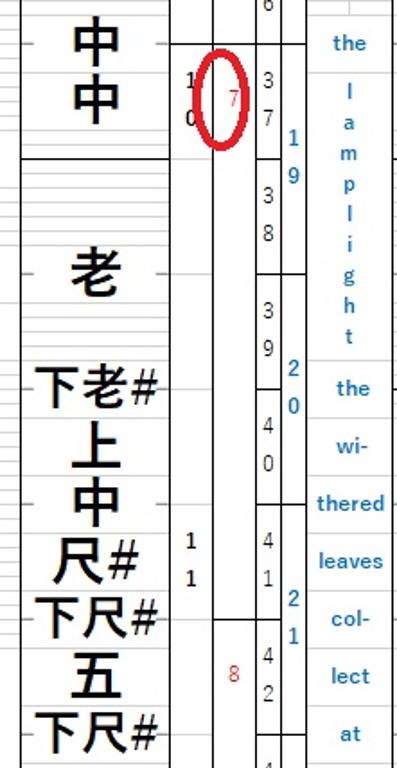 6
中
the
中
10
7
37
lamplight
19
38
老
39
20
下老#
the
上
40
wi-
中
thered
尺#
11
41
leaves
下尺#
21
col-
五
8
42
lect
下尺#
at